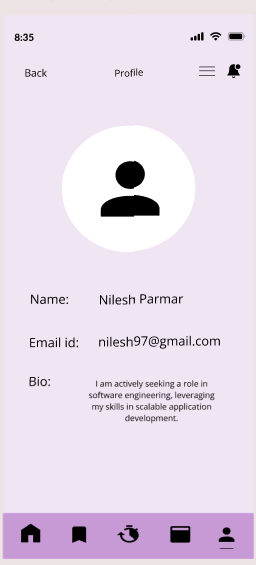 8:35
Back Profile
Name: Nilesh Parmar
Email id: nilesh97@gmail.com
Bio: I am actively seeking a role in
software engineering, leveraging
my skills in scalable application
development.